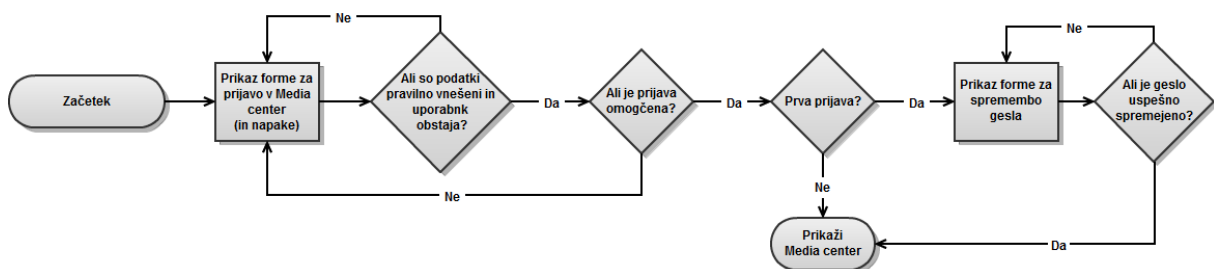 Začetek
Prikaz forme za
prijavo v Media
center
(in napake)
Ne
Ali so podatki
pravilno vnešeni in
uporabnk
obstaja?
Da
Ali je prijava
omogčena?
Ne
Da
Prva prijava?
Ne
Da
Prikaz forme za
spremembo
gesla
Ne
Ali je geslo
uspešno
spremejeno?
Da
Prikaži
Media center